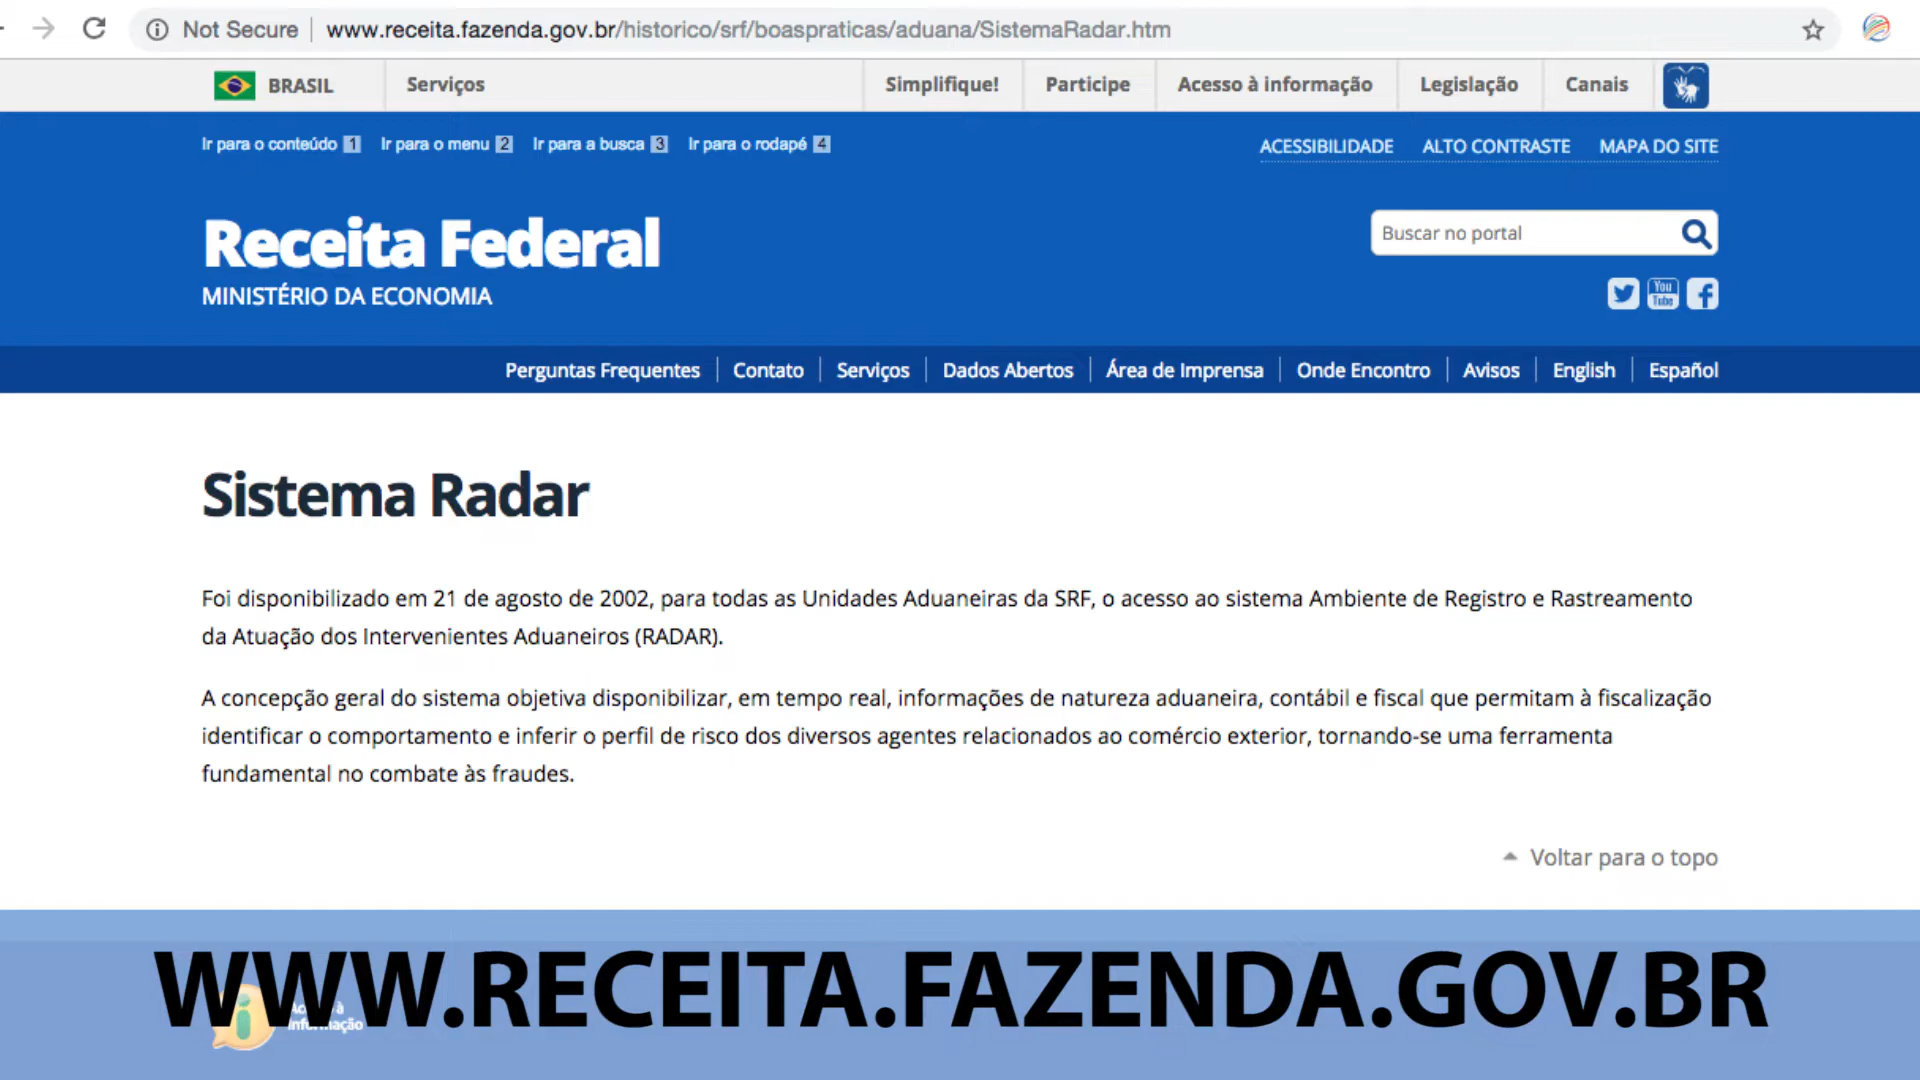 Not Secure www.receita.fazenda.gov.br/historico/srf/boaspraticas/aduana/SistemaRadar.htm
BRASIL Serviços Simplifique! Participe Acesso à informação Legislação Canais
Ir para o conteúdo 1 Ir para o menu 2 Ir para a busca 3 Ir para o rodapé 4 ACESSIBILIDADE ALTO CONTRASTE MAPA DO SITE
Receita Federal
Buscar no portal
MINISTÉRIO DA ECONOMIA
You
Tube
Perguntas Frequentes Contato Serviços Dados Abertos Área de Imprensa Onde Encontro Avisos English Español
Sistema Radar
Foi disponibilizado em 21 de agosto de 2002, para todas as Unidades Aduaneiras da SRF, o acesso ao sistema Ambiente de Registro e Rastreamento
da Atuação dos Intervenientes Aduaneiros (RADAR).
A concepção geral do sistema objetiva disponibilizar, em tempo real, informações de natureza aduaneira, contábil e fiscal que permitam à fiscalização
identificar o comportamento e inferir o perfil de risco dos diversos agentes relacionados ao comércio exterior, tornando-se uma ferramenta
fundamental no combate às fraudes.
Voltar para o topo
WWW.RECEITA.FAZENDA.GOV.BR